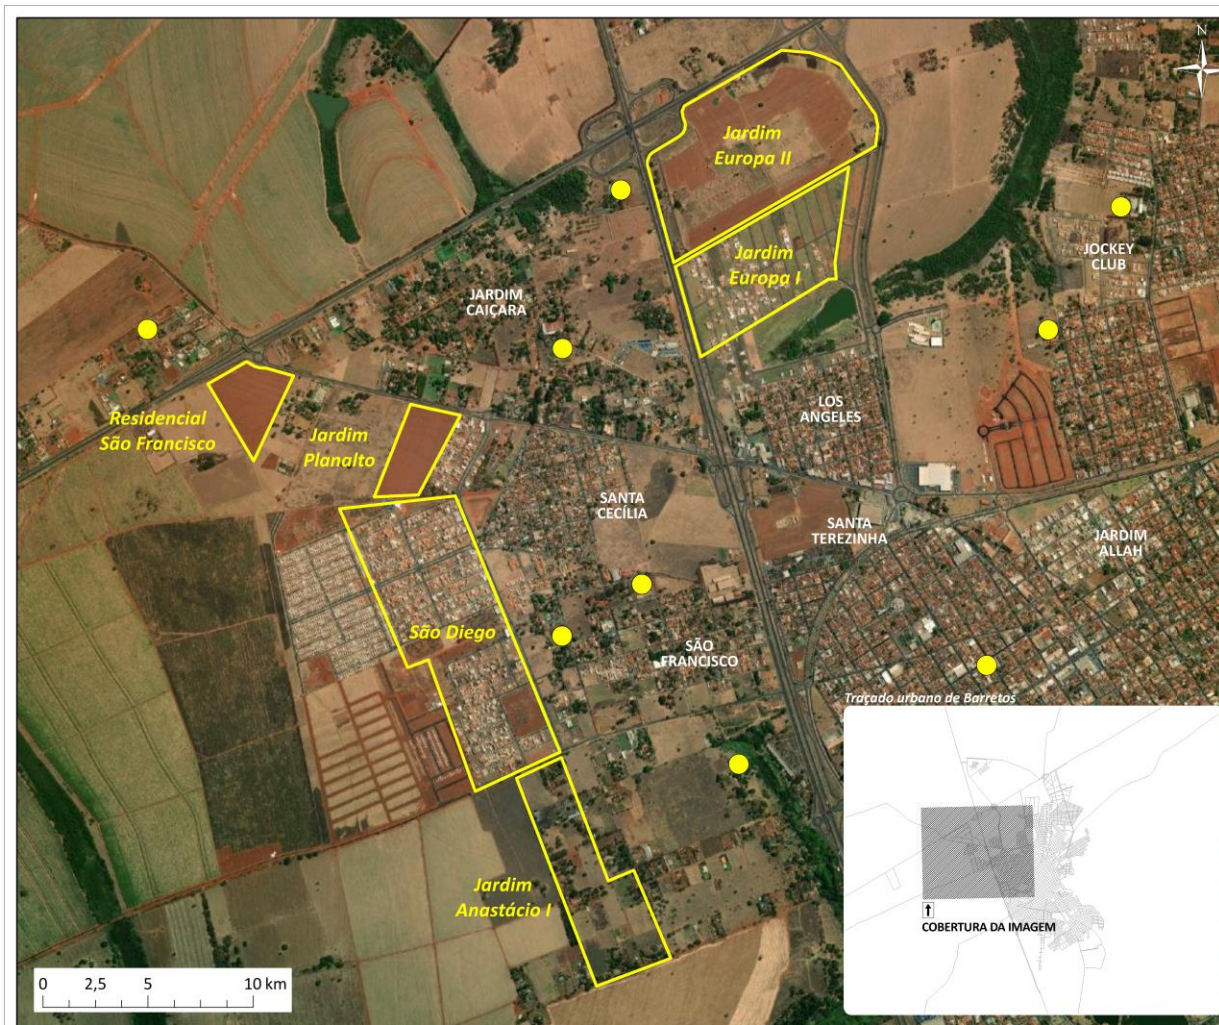 N
Jardim
Europa II
JOCKEY
CLUB
Jardim
Europa I
JARDIM
CAIÇARA
LOS
ANGELES
Residencial
São Francisco
Jardim
Planalto
SANTA
CECÍLIA
SANTA
TEREZINHA
JARDIM
ALLAH
São Diego
SÃO
FRANCISCO
Traçado urbano de Barretos
Jardim
Anastácio I
COBERTURA DA IMAGEM
0 2,5 5 10 km